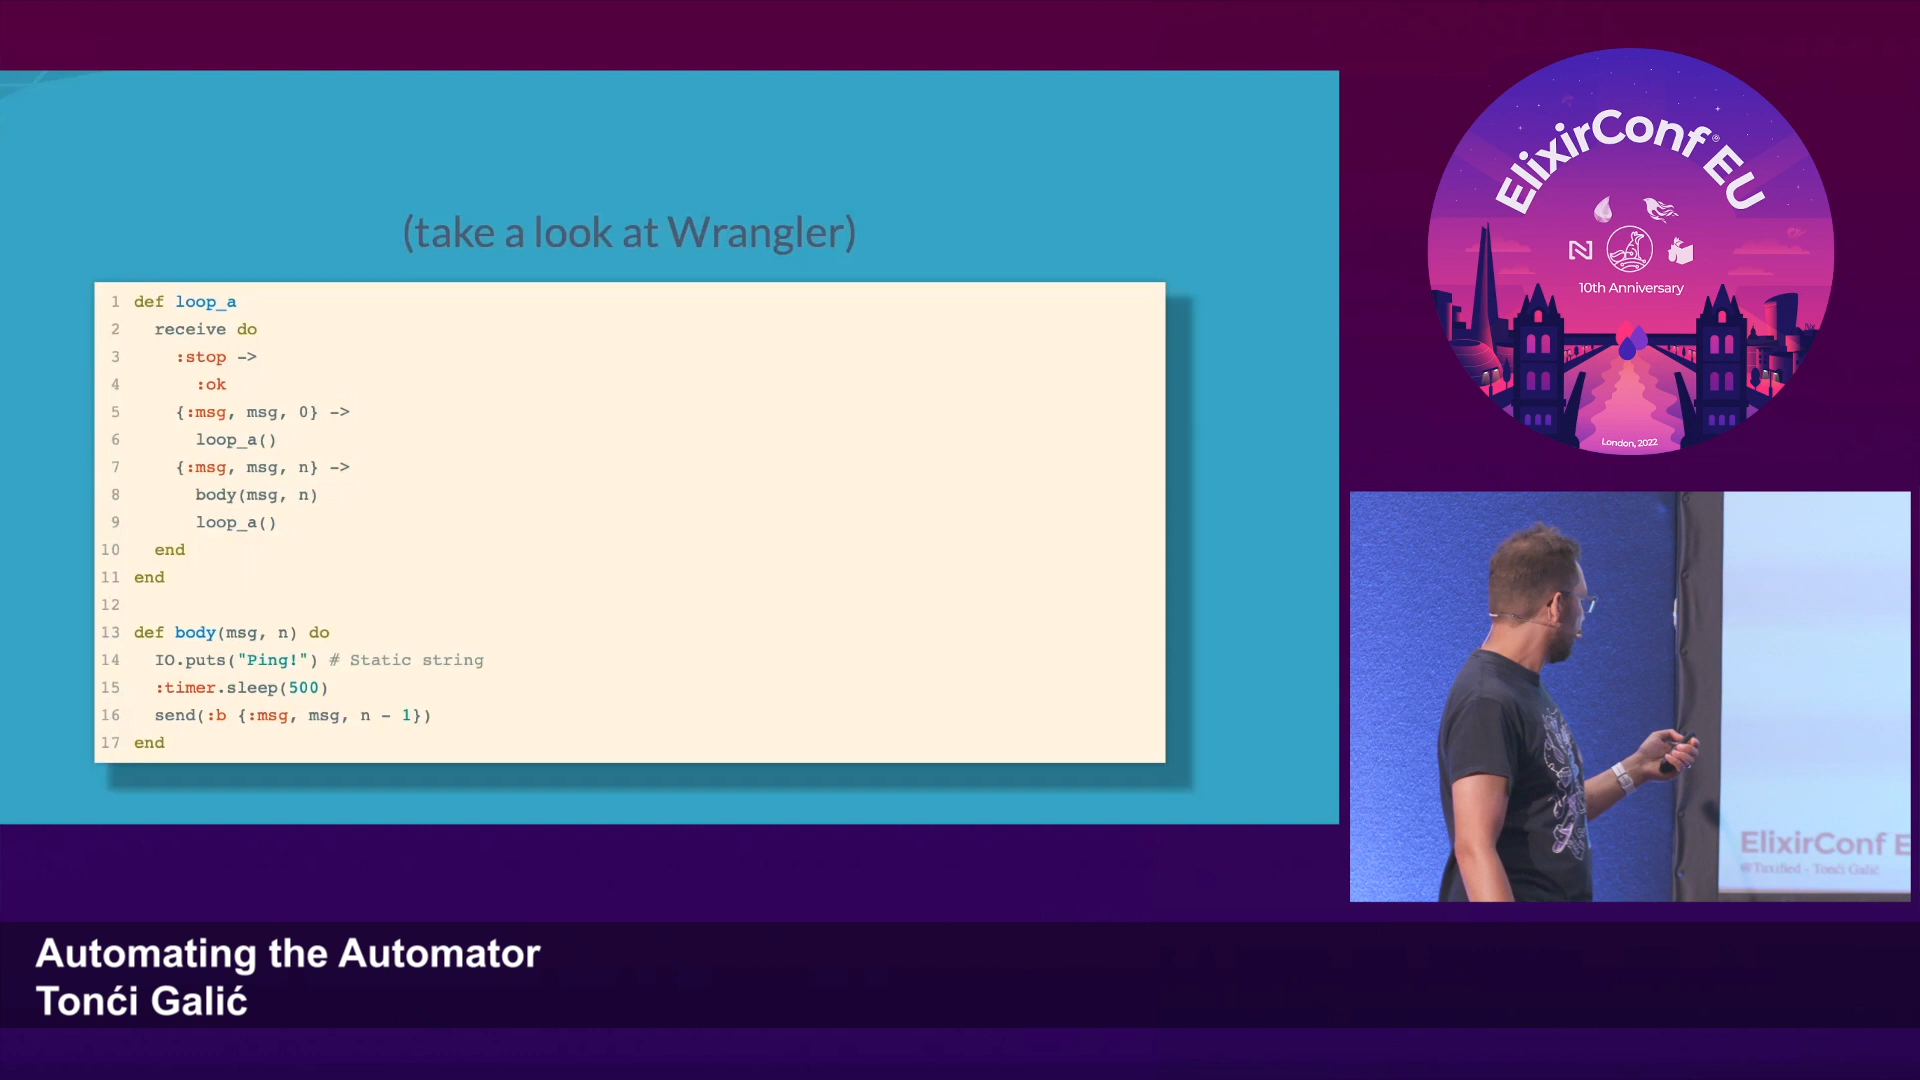 (take a look at Wrangler)
1 def loop_a
2   receive do
3     :stop ->
4       :ok
5     {:msg, msg, 0} ->
6       loop_a()
7     {:msg, msg, n} ->
8       body(msg, n)
9       loop_a()
10   end
11 end
12
13 def body(msg, n) do
14   IO.puts("Ping!") # Static string
15   :timer.sleep(500)
16   send(:b {:msg, msg, n - 1})
17 end
ElixirConf® EU
10th Anniversary
London, 2022
ElixirConf E
@Tuxified - Tonći Galić
Automating the Automator
Tonći Galić